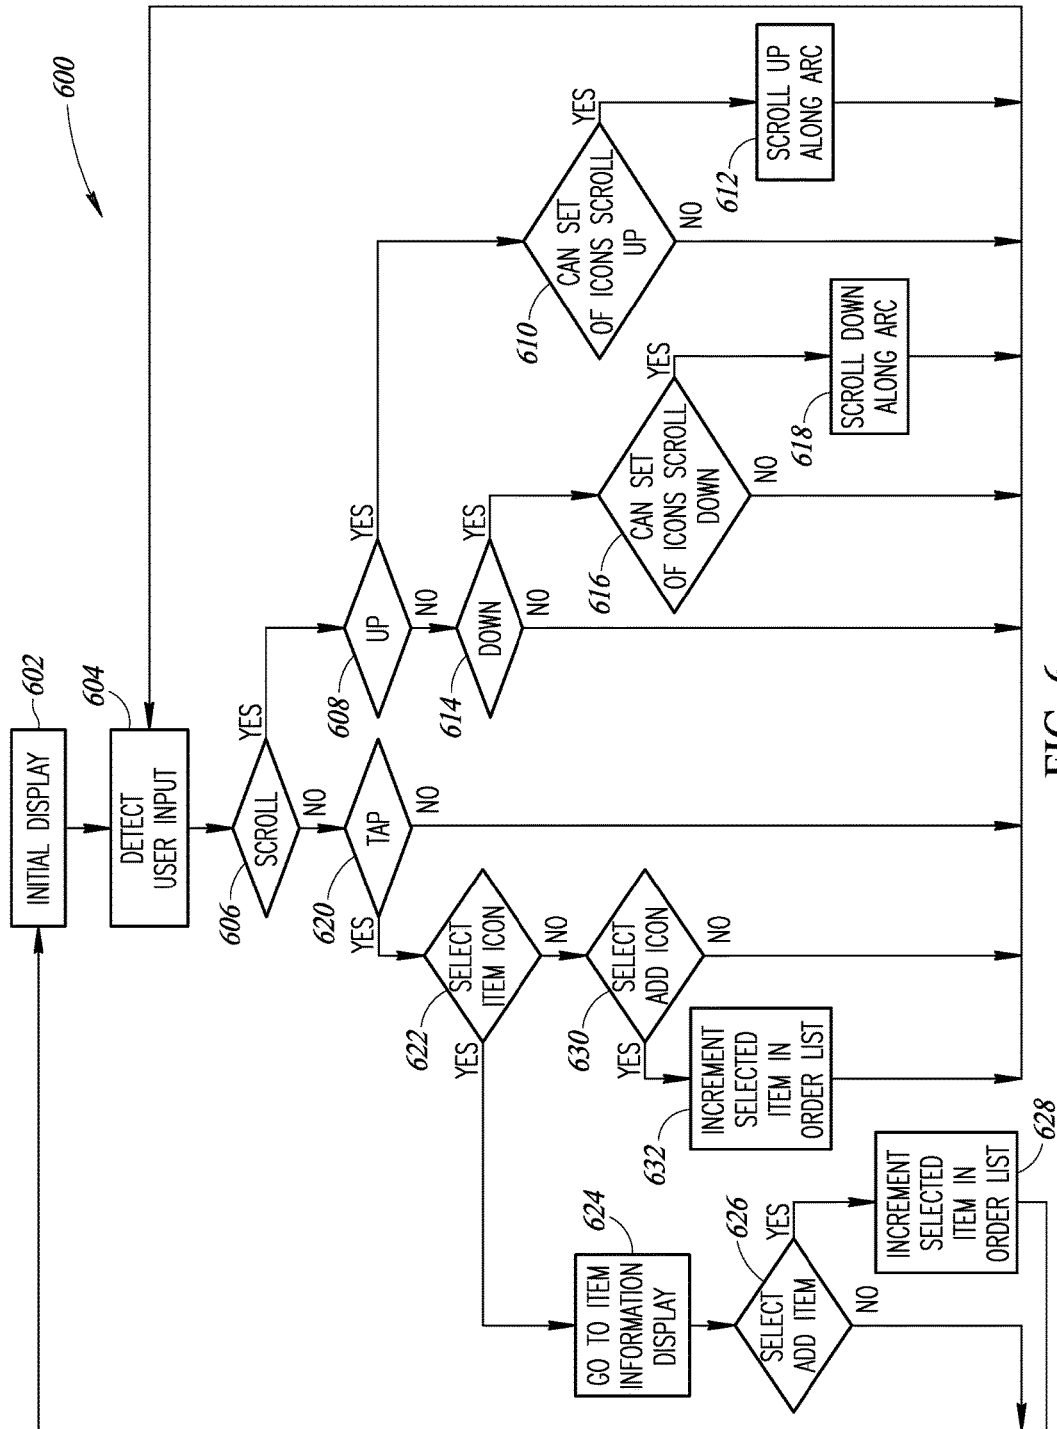 600
INITIAL DISPLAY
602
DETECT
USER INPUT
604
SCROLL
606
YES
NO
UP
608
YES
NO
CAN SET
OF ICONS SCROLL
UP
610
YES
NO
SCROLL UP
ALONG ARC
612
DOWN
614
YES
NO
CAN SET
OF ICONS SCROLL
DOWN
616
YES
NO
SCROLL DOWN
ALONG ARC
618
TAP
620
YES
NO
SELECT
ITEM ICON
622
YES
NO
GO TO ITEM
INFORMATION
DISPLAY
624
SELECT
ADD ITEM
626
YES
NO
INCREMENT
SELECTED
ITEM IN
ORDER LIST
628
SELECT
ADD ICON
630
YES
NO
INCREMENT
SELECTED
ITEM IN
ORDER LIST
632